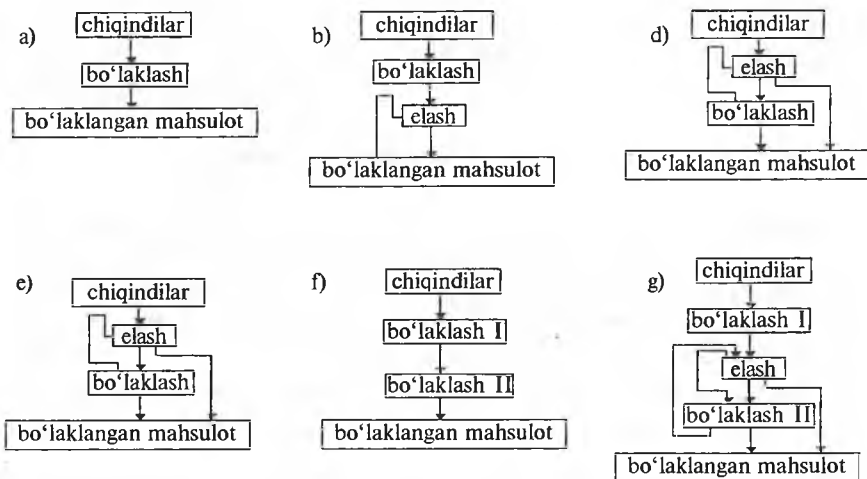 a)
chiqindilar
bo‘laklash
bo‘laklangan mahsulot
b)
chiqindilar
bo‘laklash
elash
bo‘laklangan mahsulot
d)
chiqindilar
elash
bo‘laklash
bo‘laklangan mahsulot
e)
chiqindilar
elash
bo‘laklash
bo‘laklangan mahsulot
f)
chiqindilar
bo‘laklash I
bo‘laklash II
bo‘laklangan mahsulot
g)
chiqindilar
bo‘laklash I
elash
bo‘laklash II
bo‘laklangan mahsulot